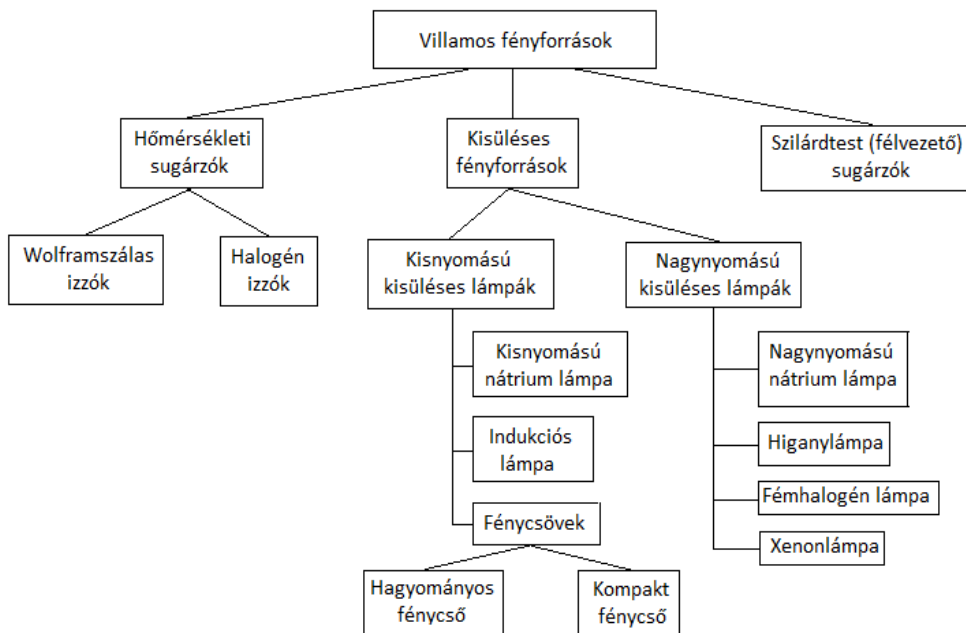 Villamos fényforrások
Hőmérsékleti
sugárzók
Kisüléses
fényforrások
Szilárdtest (félvezető)
sugárzók
Wolframszálas
izzók
Halogén
izzók
Kisnyomású
kisüléses lámpák
Nagynyomású
kisüléses lámpák
Kisnyomású
nátrium lámpa
Indukciós
lámpa
Fénycsövek
Hagyományos
fénycső
Kompakt
fénycső
Nagynyomású
nátrium lámpa
Higanylámpa
Fémhalogén lámpa
Xenonlámpa